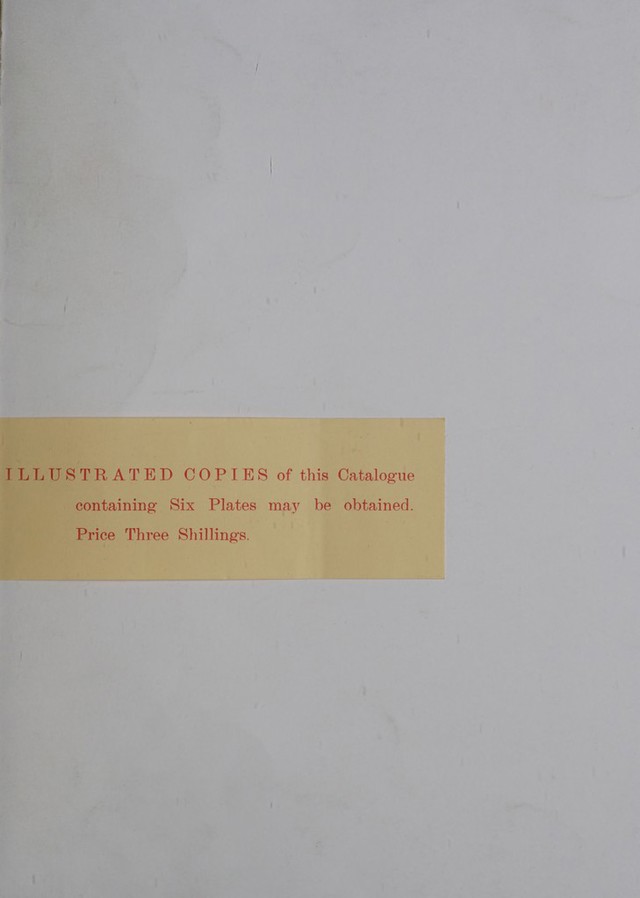 ILLUSTRATED COPIES of this Catalogue
containing Six Plates may be obtained.
Price Three Shillings.